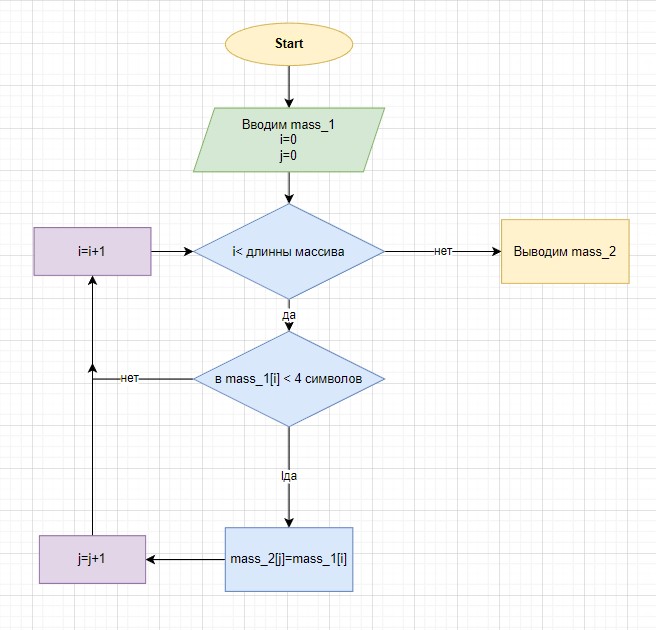 Start
Вводим mass_1
i=0
j=0
i=i+1
i< длинны массива
нет
Выводим mass_2
да
в mass_1[i] < 4 символов
нет
Iда
j=j+1
mass_2[j]=mass_1[i]